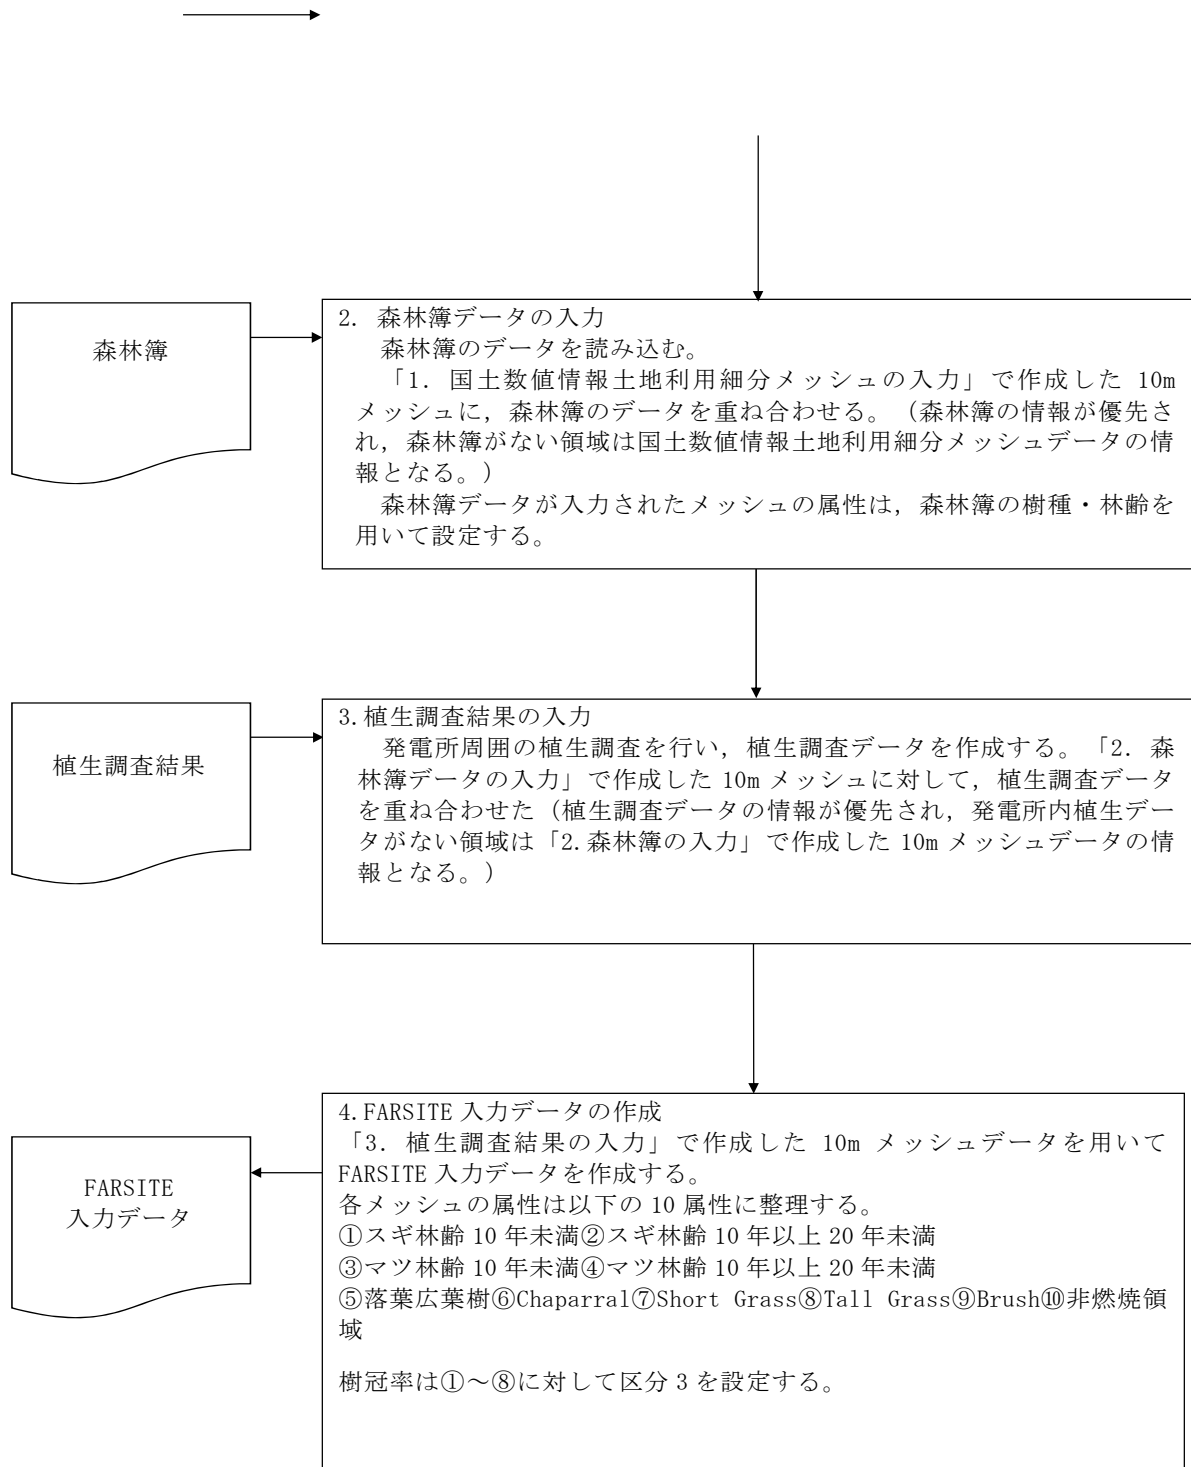 森林簿
2. 森林簿データの入力
森林簿のデータを読み込む。
「1. 国土数値情報土地利用細分メッシュの入力」で作成した 10m
メッシュに，森林簿のデータを重ね合わせる。（森林簿の情報が優先さ
れ，森林簿がない領域は国土数値情報土地利用細分メッシュデータの情
報となる。）
森林簿データが入力されたメッシュの属性は，森林簿の樹種・林齢を
用いて設定する。
植生調査結果
3.植生調査結果の入力
発電所周囲の植生調査を行い，植生調査データを作成する。「2. 森
林簿データの入力」で作成した 10m メッシュに対して，植生調査データ
を重ね合わせた（植生調査データの情報が優先され，発電所内植生デー
タがない領域は「2.森林簿の入力」で作成した 10m メッシュデータの情
報となる。）
FARSITE
入力データ
4.FARSITE 入力データの作成
「3. 植生調査結果の入力」で作成した 10m メッシュデータを用いて
FARSITE 入力データを作成する。
各メッシュの属性は以下の 10 属性に整理する。
①スギ林齢 10 年未満②スギ林齢 10 年以上 20 年未満
③マツ林齢 10 年未満④マツ林齢 10 年以上 20 年未満
⑤落葉広葉樹⑥Chaparral⑦Short Grass⑧Tall Grass⑨Brush⑩非燃焼領
域
樹冠率は①～⑧に対して区分 3 を設定する。